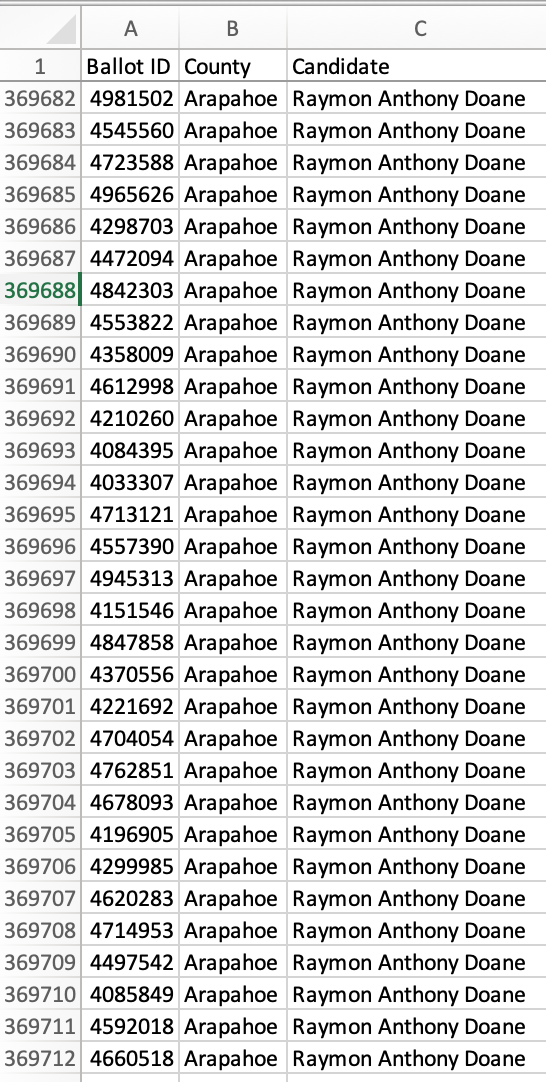 A B C
1 Ballot ID County Candidate
369682 4981502 Arapahoe Raymon Anthony Doane
369683 4545560 Arapahoe Raymon Anthony Doane
369684 4723588 Arapahoe Raymon Anthony Doane
369685 4965626 Arapahoe Raymon Anthony Doane
369686 4298703 Arapahoe Raymon Anthony Doane
369687 4472094 Arapahoe Raymon Anthony Doane
369688 4842303 Arapahoe Raymon Anthony Doane
369689 4553822 Arapahoe Raymon Anthony Doane
369690 4358009 Arapahoe Raymon Anthony Doane
369691 4612998 Arapahoe Raymon Anthony Doane
369692 4210260 Arapahoe Raymon Anthony Doane
369693 4084395 Arapahoe Raymon Anthony Doane
369694 4033307 Arapahoe Raymon Anthony Doane
369695 4713121 Arapahoe Raymon Anthony Doane
369696 4557390 Arapahoe Raymon Anthony Doane
369697 4945313 Arapahoe Raymon Anthony Doane
369698 4151546 Arapahoe Raymon Anthony Doane
369699 4847858 Arapahoe Raymon Anthony Doane
369700 4370556 Arapahoe Raymon Anthony Doane
369701 4221692 Arapahoe Raymon Anthony Doane
369702 4704054 Arapahoe Raymon Anthony Doane
369703 4762851 Arapahoe Raymon Anthony Doane
369704 4678093 Arapahoe Raymon Anthony Doane
369705 4196905 Arapahoe Raymon Anthony Doane
369706 4299985 Arapahoe Raymon Anthony Doane
369707 4620283 Arapahoe Raymon Anthony Doane
369708 4714953 Arapahoe Raymon Anthony Doane
369709 4497542 Arapahoe Raymon Anthony Doane
369710 4085849 Arapahoe Raymon Anthony Doane
369711 4592018 Arapahoe Raymon Anthony Doane
369712 4660518 Arapahoe Raymon Anthony Doane